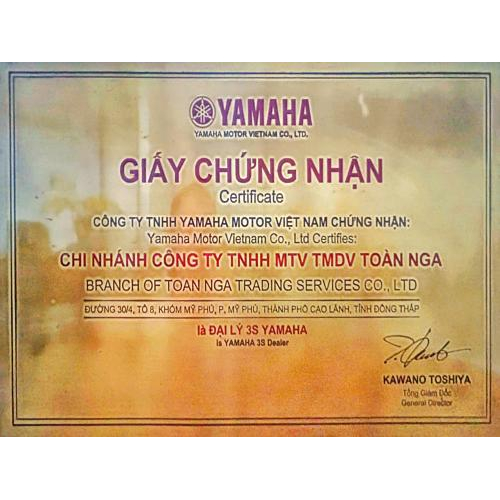 YAMAHA
YAMAHA MOTOR VIETNAM CO., LTD.
GIẤY CHỨNG NHẬN
Certificate
CÔNG TY TNHH YAMAHA MOTOR VIỆT NAM CHỨNG NHẬN:
Yamaha Motor Vietnam Co., Ltd Certifies:
CHI NHÁNH CÔNG TY TNHH MTV TMDV TOÀN NGA
BRANCH OF TOAN NGA TRADING SERVICES CO., LTD
ĐƯỜNG 30/4, TỔ 8, KHÓM MỸ PHÚ, P. MỸ PHÚ, THÀNH PHỐ CAO LÃNH, TỈNH ĐỒNG THÁP
là ĐẠI LÝ 3S YAMAHA
is YAMAHA 3S Dealer
KAWANO TOSHIYA
Tổng Giám Đốc
General Director